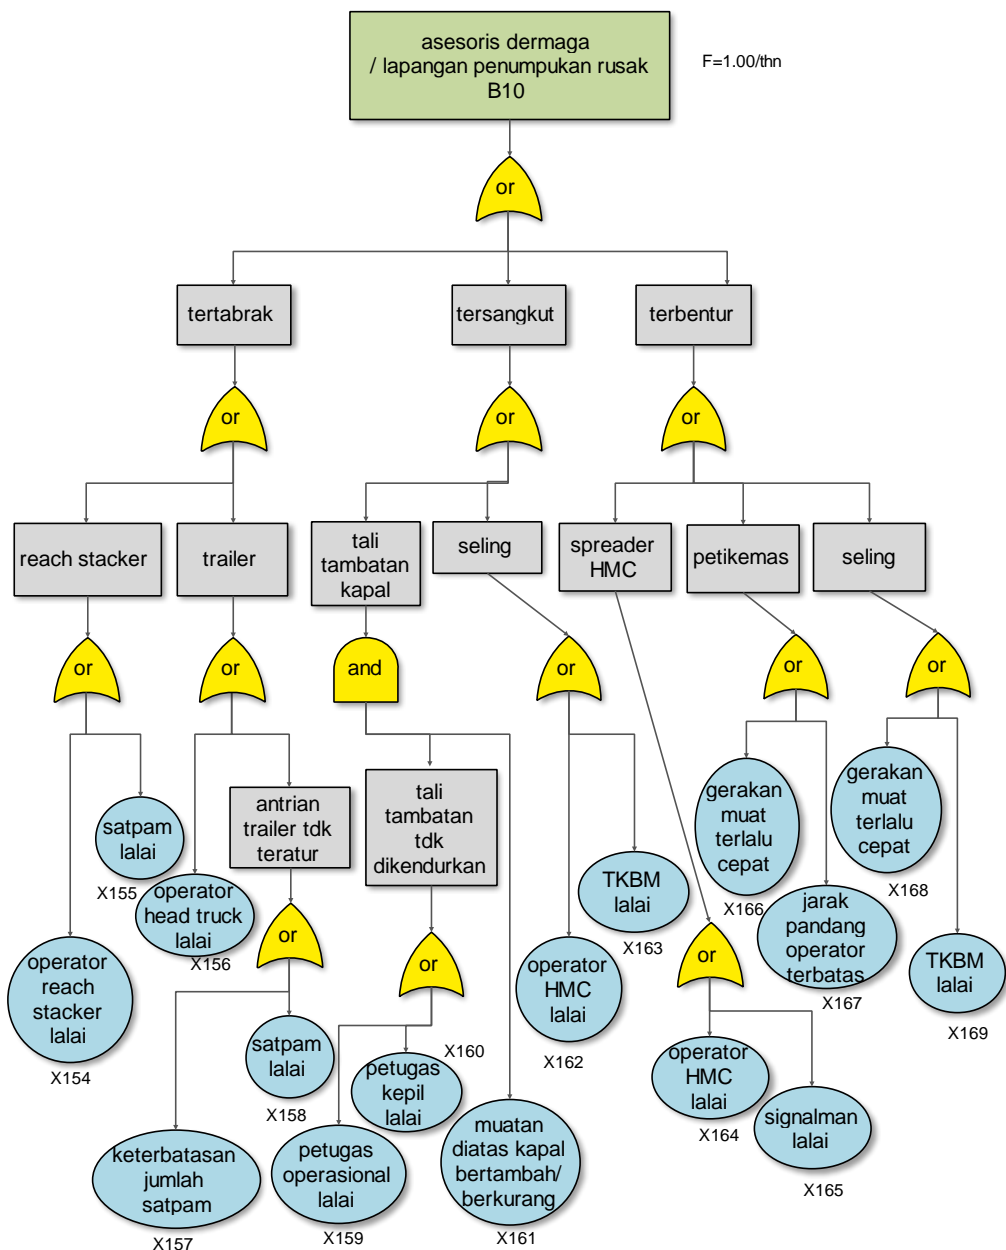 asesoris dermaga
/ lapangan penumpukan rusak
B10
F=1.00/thn
or
tertabrak
tersangkut
terbentur
or
or
or
reach stacker
trailer
tali
tambatan
kapal
seling
spreader
HMC
petikemas
seling
or
or
and
or
or
or
antrian
trailer tdk
teratur
tali
tambatan
tdk
dikendurkan
gerakan
muat
terlalu
cepat
gerakan
muat
terlalu
cepat
satpam
lalai
X155
operator
head truck
lalai
X156
TKBM
lalai
X163
X166
X168
jarak
pandang
operator
terbatas
X167
or
or
or
operator
reach
stacker
lalai
X154
operator
HMC
lalai
X162
TKBM
lalai
X169
satpam
lalai
X158
X160
petugas
kepil
lalai
operator
HMC
lalai
X164
signalman
lalai
X165
keterbatasan
jumlah
satpam
X157
petugas
operasional
lalai
X159
muatan
diatas kapal
bertambah/
berkurang
X161